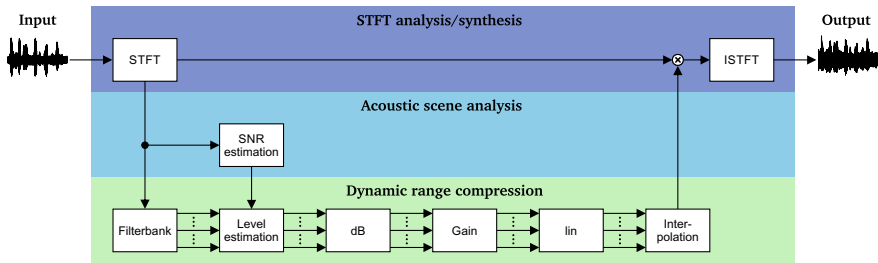 Input
STFT analysis/synthesis
Output
STFT
ISTFT
Acoustic scene analysis
SNR
estimation
Dynamic range compression
Filterbank
Level
estimation
dB
Gain
lin
Inter-
polation